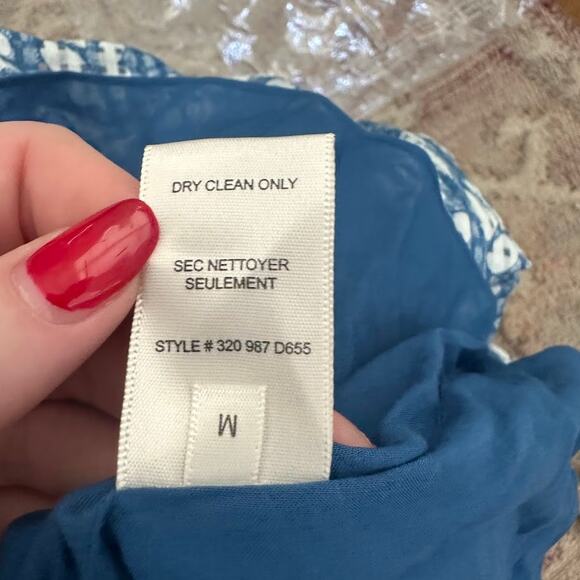 DRY CLEAN ONLY
SEC NETTOYER
SEULEMENT
STYLE # 320 987 D655
M